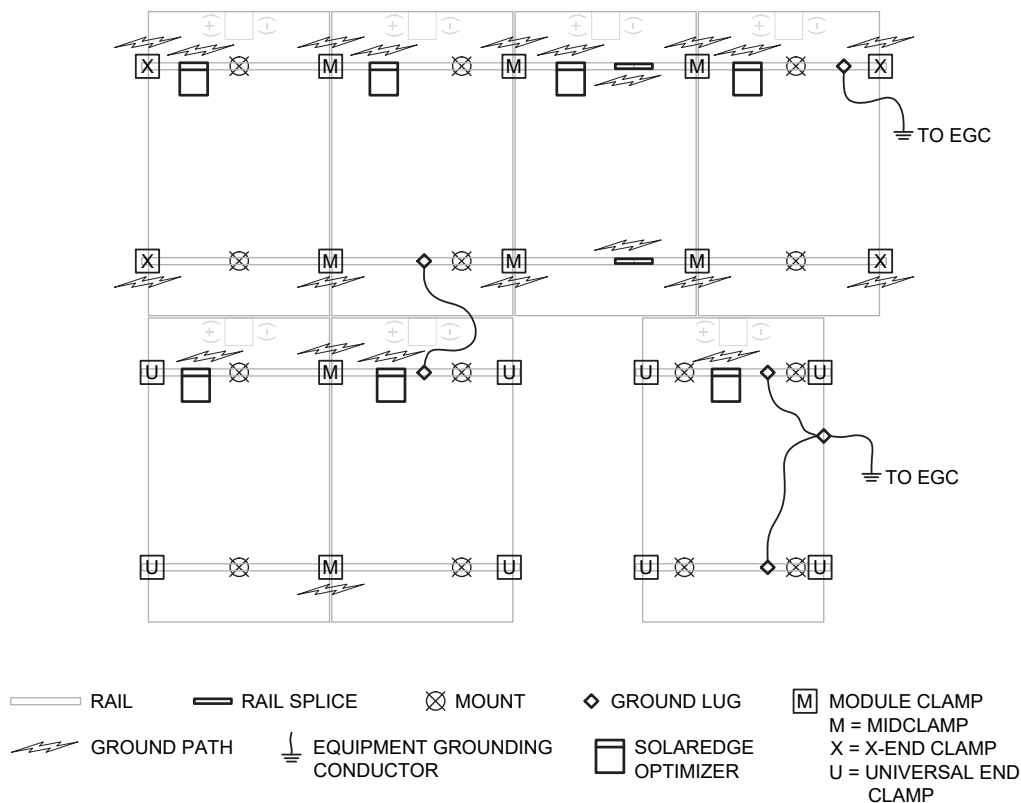 X M M M X
TO EGC
X M M M X
U M U U U
TO EGC
U M U U U
RAIL
RAIL SPLICE
MOUNT
GROUND LUG
M MODULE CLAMP
M = MIDCLAMP
X = X-END CLAMP
U = UNIVERSAL END
CLAMP
GROUND PATH
EQUIPMENT GROUNDING
CONDUCTOR
SOLAREDGE
OPTIMIZER